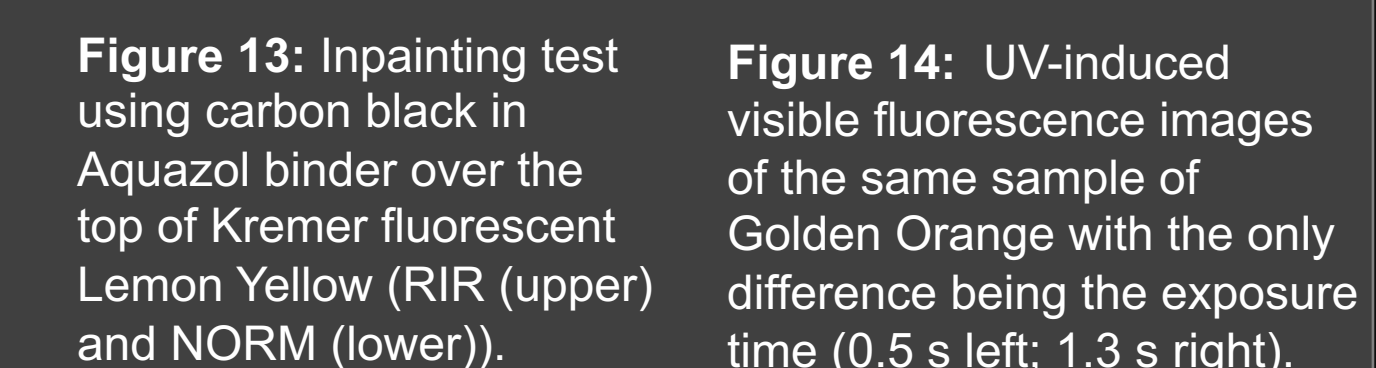 Figure 13: Inpainting test
using carbon black in
Aquazol binder over the
top of Kremer fluorescent
Lemon Yellow (RIR (upper)
and NORM (lower)).
Figure 14: UV-induced
visible fluorescence images
of the same sample of
Golden Orange with the only
difference being the exposure
time (0.5 s left; 1.3 s right).